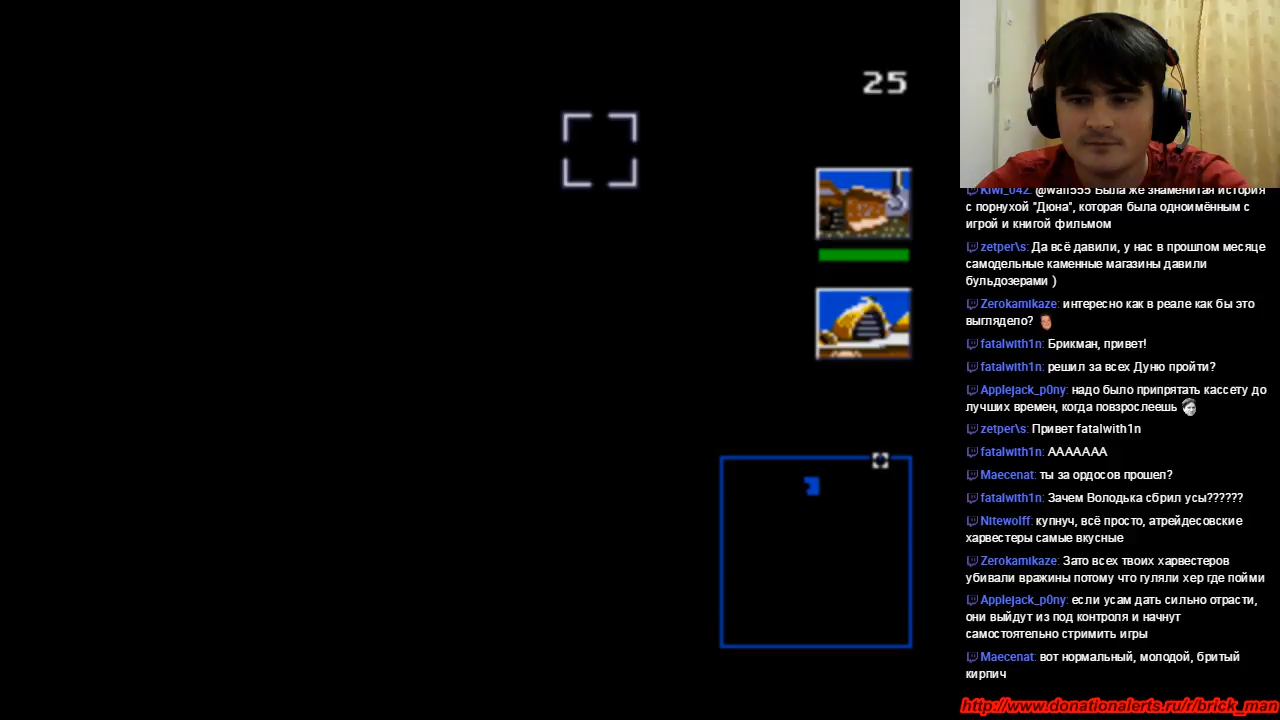 25
Kiwi_042: @wall555 Была же знаменитая история
с порнухой "Дюна", которая была одноимённым с
игрой и книгой фильмом
zetper\s: Да всё давили, у нас в прошлом месяце
самодельные каменные магазины давили
бульдозерами )
Zerokamikaze: интересно как в реале как бы это
выглядело?
fatalwith1n: Брикман, привет!
fatalwith1n: решил за всех Дуню пройти?
Applejack_p0ny: надо было припрятать кассету до
лучших времен, когда повзрослеешь
zetper\s: Привет fatalwith1n
fatalwith1n: ААААААА
Maecenat: ты за ордосов прошел?
fatalwith1n: Зачем Володька сбрил усы??????
Nitewolff: купнуч, всё просто, атрейдесовские
харвестеры самые вкусные
Zerokamikaze: Зато всех твоих харвестеров
убивали вражины потому что гуляли хер где пойми
Applejack_p0ny: если усам дать сильно отрасти,
они выйдут из под контроля и начнут
самостоятельно стримить игры
Maecenat: вот нормальный, молодой, бритый
кирпич
http://www.donationalerts.ru/r/brick_man